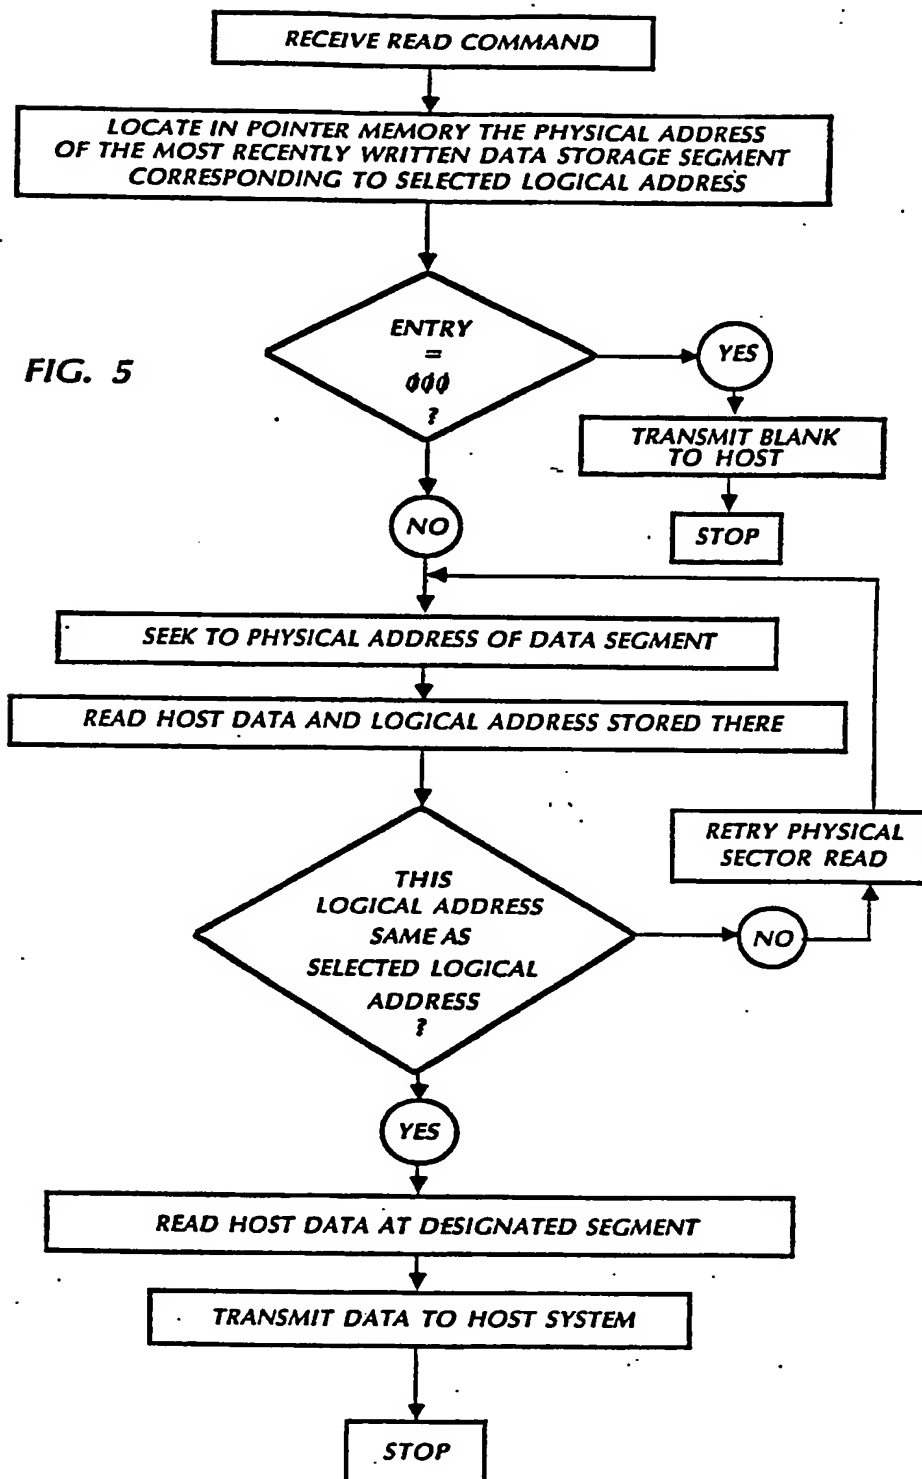 RECEIVE READ COMMAND
LOCATE IN POINTER MEMORY THE PHYSICAL ADDRESS
OF THE MOST RECENTLY WRITTEN DATA STORAGE SEGMENT
CORRESPONDING TO SELECTED LOGICAL ADDRESS
FIG. 5
ENTRY
=
ΦΦΦ
?
YES
TRANSMIT BLANK
TO HOST
STOP
NO
SEEK TO PHYSICAL ADDRESS OF DATA SEGMENT
READ HOST DATA AND LOGICAL ADDRESS STORED THERE
RETRY PHYSICAL
SECTOR READ
THIS
LOGICAL ADDRESS
SAME AS
SELECTED LOGICAL
ADDRESS
?
NO
YES
READ HOST DATA AT DESIGNATED SEGMENT
TRANSMIT DATA TO HOST SYSTEM
STOP